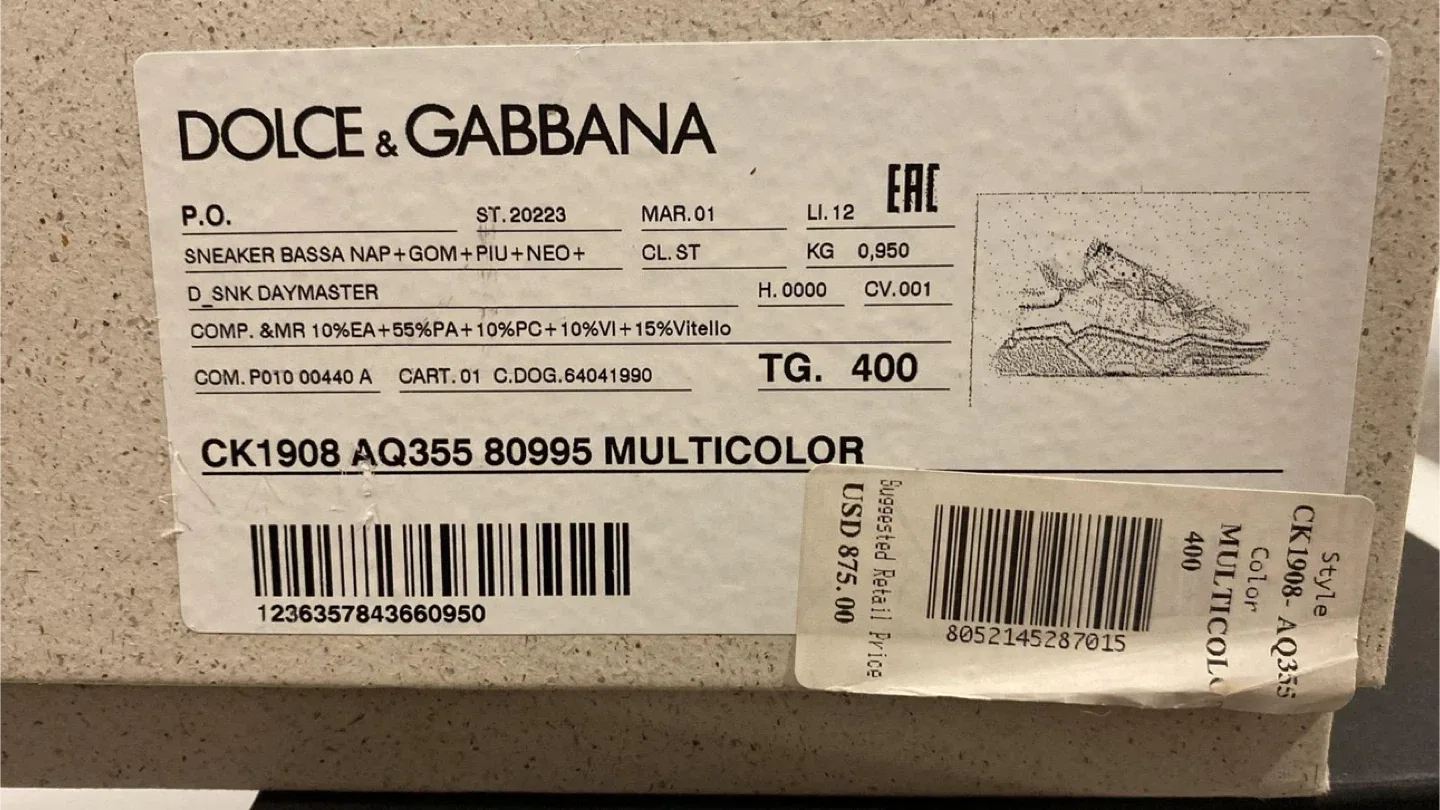 DOLCE & GABBANA
EAC
P.O. ST. 20223 MAR. 01 LI. 12
SNEAKER BASSA NAP+GOM+PIU+NEO+ CL. ST KG 0,950
D_SNK DAYMASTER H. 0000 CV. 001
COMP. &MR 10%EA+55%PA+10%PC+10%VI+15%Vitello
COM. P010 00440 A CART. 01 C.DOG. 64041990 TG. 400
CK1908 AQ355 80995 MULTICOLOR
1236357843660950
Style
CK1908- AQ355
Color
MULTICOL
400
8052145287015
Suggested Retail Price
USD 875.00